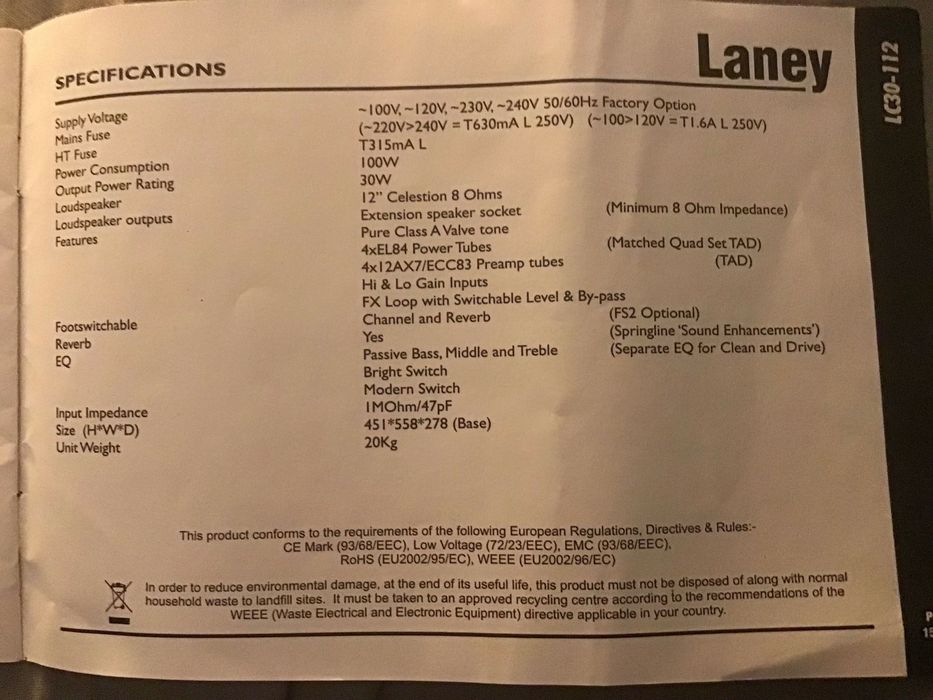 SPECIFICATIONS
Laney
LC30-112
Supply Voltage ~100V, ~120V, ~230V, ~240V 50/60Hz Factory Option
Mains Fuse (~220V>240V = T630mA L 250V) (~100>120V = T1.6A L 250V)
HT Fuse T315mA L
Power Consumption 100W
Output Power Rating 30W
Loudspeaker 12” Celestion 8 Ohms
Loudspeaker outputs Extension speaker socket (Minimum 8 Ohm Impedance)
Features Pure Class A Valve tone
4xEL84 Power Tubes (Matched Quad Set TAD)
4x12AX7/ECC83 Preamp tubes (TAD)
Hi & Lo Gain Inputs
FX Loop with Switchable Level & By-pass
Footswitchable Channel and Reverb (FS2 Optional)
Reverb Yes (Springline ‘Sound Enhancements’)
EQ Passive Bass, Middle and Treble (Separate EQ for Clean and Drive)
Bright Switch
Modern Switch
Input Impedance 1MOhm/47pF
Size (H*W*D) 451*558*278 (Base)
Unit Weight 20Kg
This product conforms to the requirements of the following European Regulations, Directives & Rules:-
CE Mark (93/68/EEC), Low Voltage (72/23/EEC), EMC (93/68/EEC),
RoHS (EU2002/95/EC), WEEE (EU2002/96/EC)
In order to reduce environmental damage, at the end of its useful life, this product must not be disposed of along with normal
household waste to landfill sites. It must be taken to an approved recycling centre according to the recommendations of the
WEEE (Waste Electrical and Electronic Equipment) directive applicable in your country.